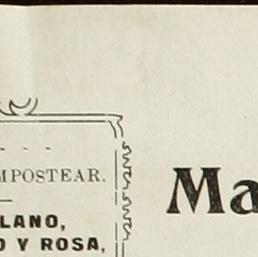 MPOSTEAR.
LANO,
O Y ROSA,
Ma